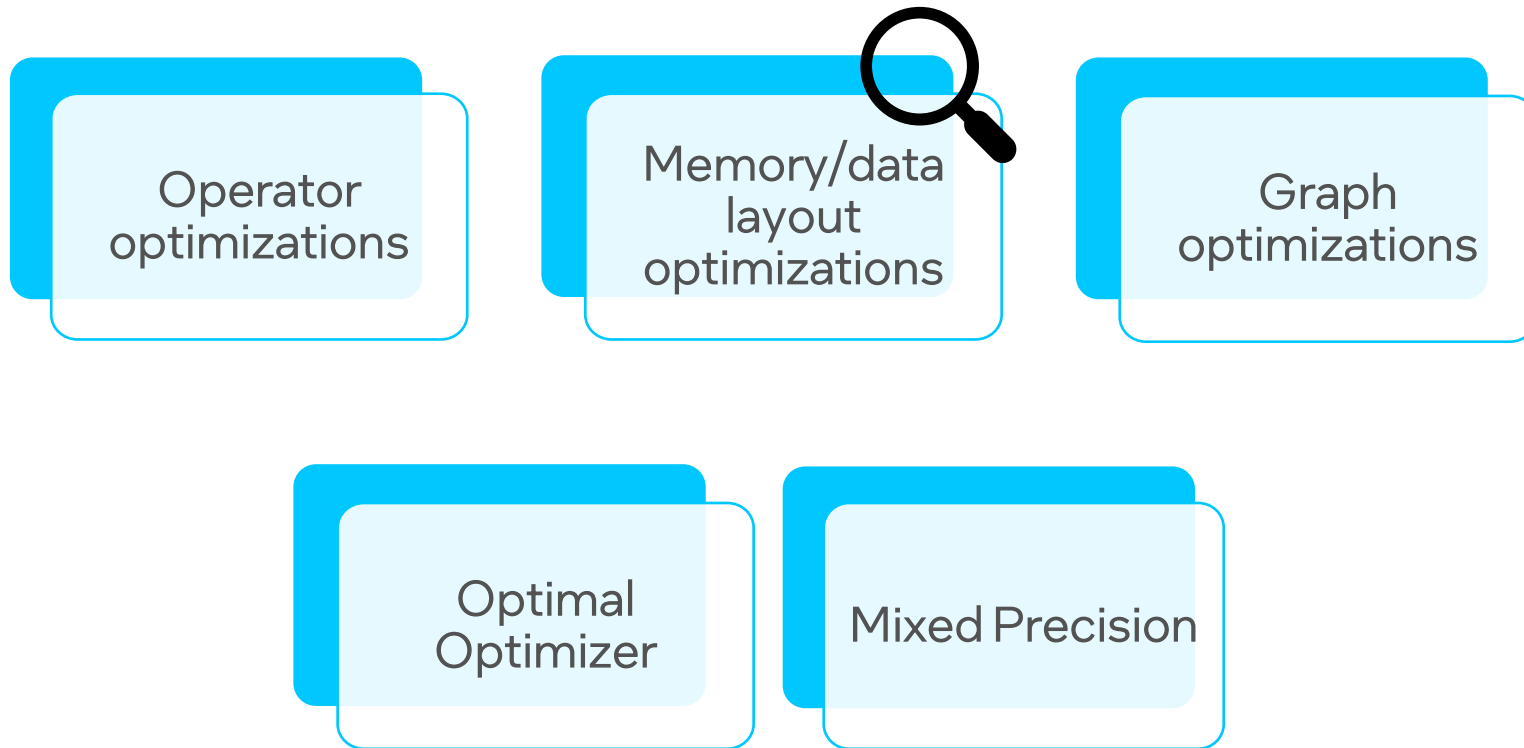 Operator
optimizations
Memory/data
layout
optimizations
Graph
optimizations
Optimal
Optimizer
Mixed Precision